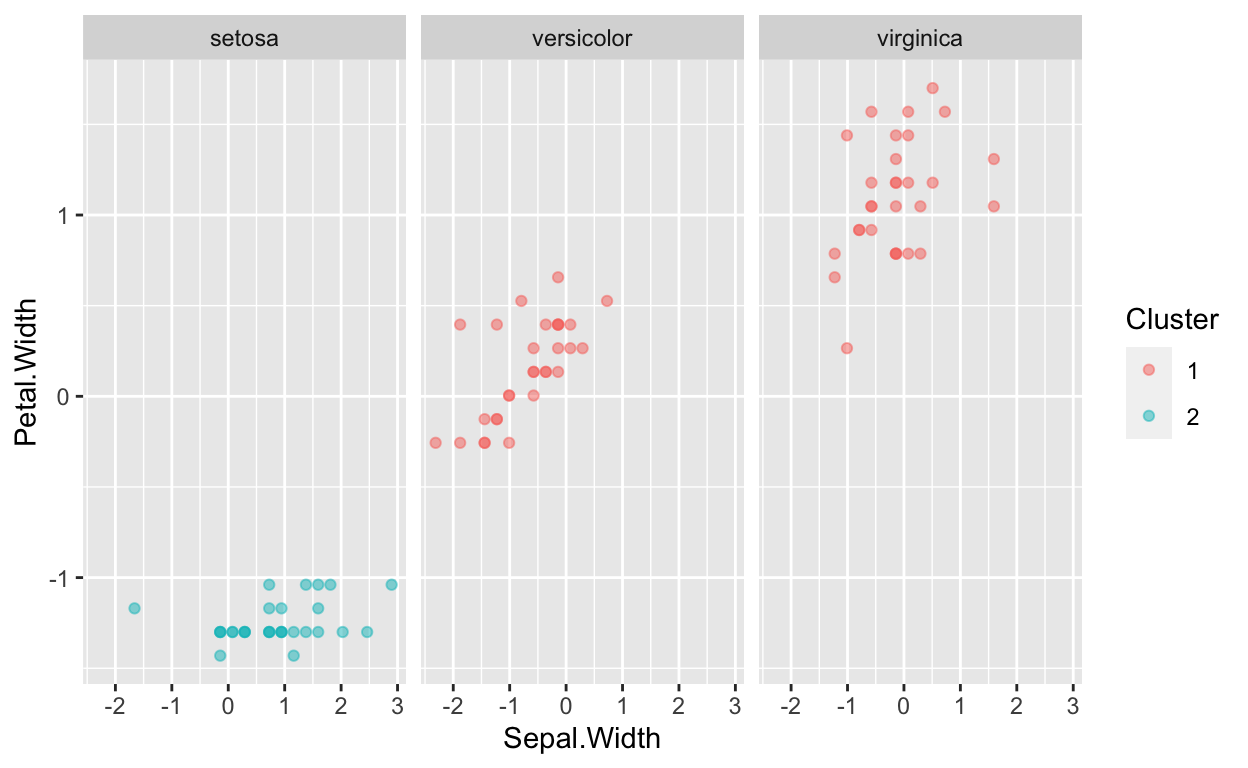 setosa versicolor virginica
1
0
-1
Petal.Width
-2 -1 0 1 2 3 -2 -1 0 1 2 3 -2 -1 0 1 2 3
Sepal.Width
Cluster
1
2